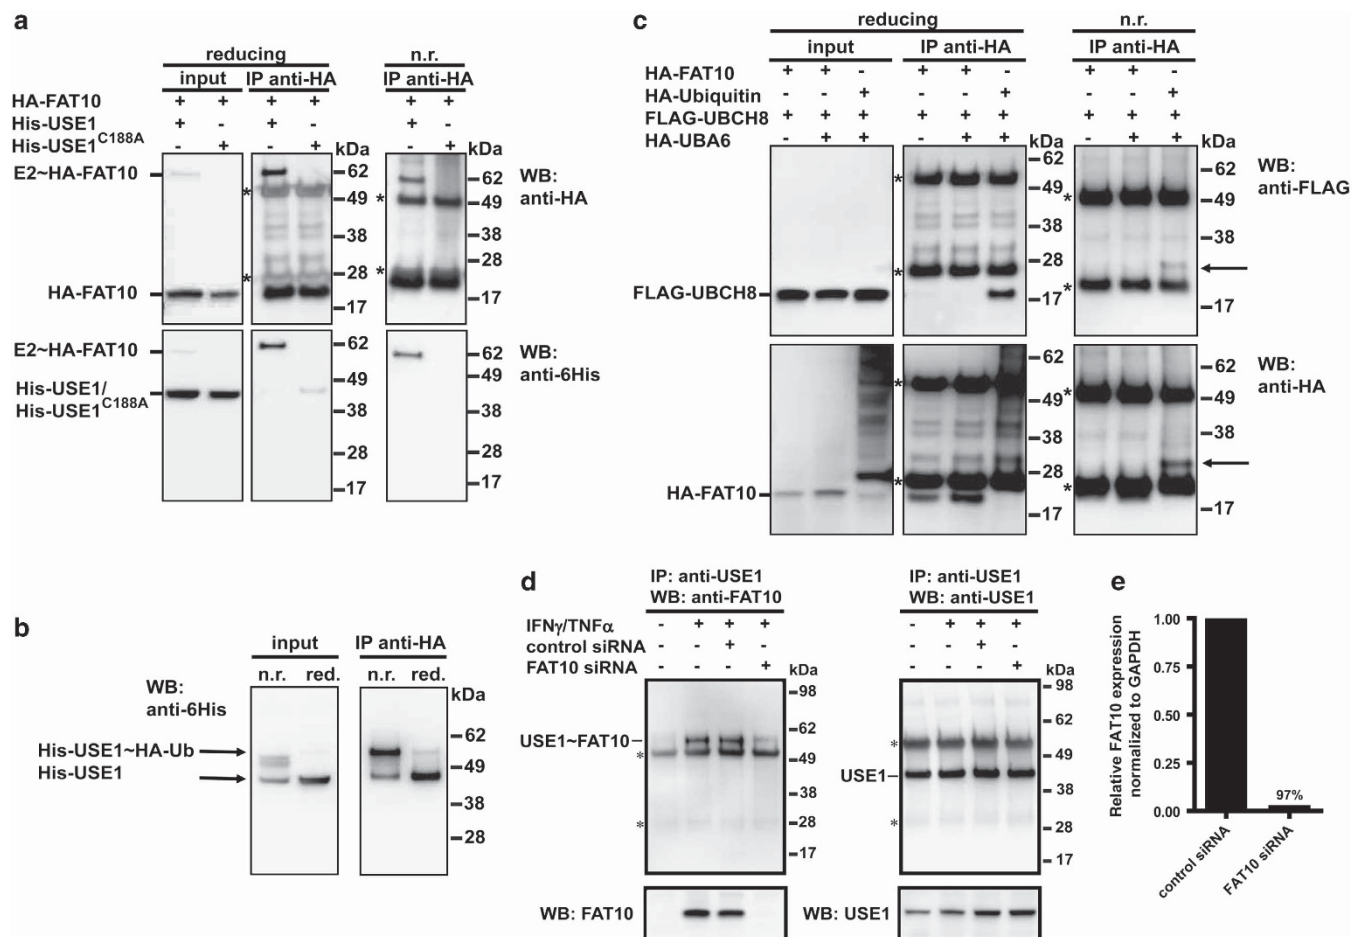 a
reducing n.r.
input IP anti-HA IP anti-HA
HA-FAT10 + + + + + +
His-USE1 + - + - + -
His-USE1C188A - + - + - +
kDa kDa
E2~HA-FAT10 62 62 WB:
anti-HA
* 49 * 49
38 38
* 28 * 28
HA-FAT10 17 17
E2~HA-FAT10 62 62 WB:
anti-6His
49 49
His-USE1/
His-USE1C188A 38 38
28 28
17 17
b
input IP anti-HA
WB: n.r. red. n.r. red. kDa
anti-6His
His-USE1~HA-Ub 62
His-USE1 49
38
28
c
reducing n.r.
input IP anti-HA IP anti-HA
HA-FAT10 + + - + + - + + -
HA-Ubiquitin - - + - - + - - +
FLAG-UBCH8 + + + + + + + + +
HA-UBA6 - + + - + + - + +
kDa kDa
62 62 WB:
anti-FLAG
* 49 * 49
38 38
* 28 28
FLAG-UBCH8 17 * 17
62 62 WB:
anti-HA
* 49 * 49
38 38
* 28 * 28
HA-FAT10 17 17
d
IP: anti-USE1 IP: anti-USE1
WB: anti-FAT10 WB: anti-USE1
IFNγ/TNFα - + + + - + + +
control siRNA - - + - - - + -
FAT10 siRNA - - - + - - - +
kDa kDa
98 98
USE1~FAT10 62 62
* 49 * 49
USE1
38 38
* 28 * 28
17 17
WB: FAT10 WB: USE1
e
Relative FAT10 expression
normalized to GAPDH
1.00
0.75
0.50
0.25
0.00
97%
control siRNA
FAT10 siRNA